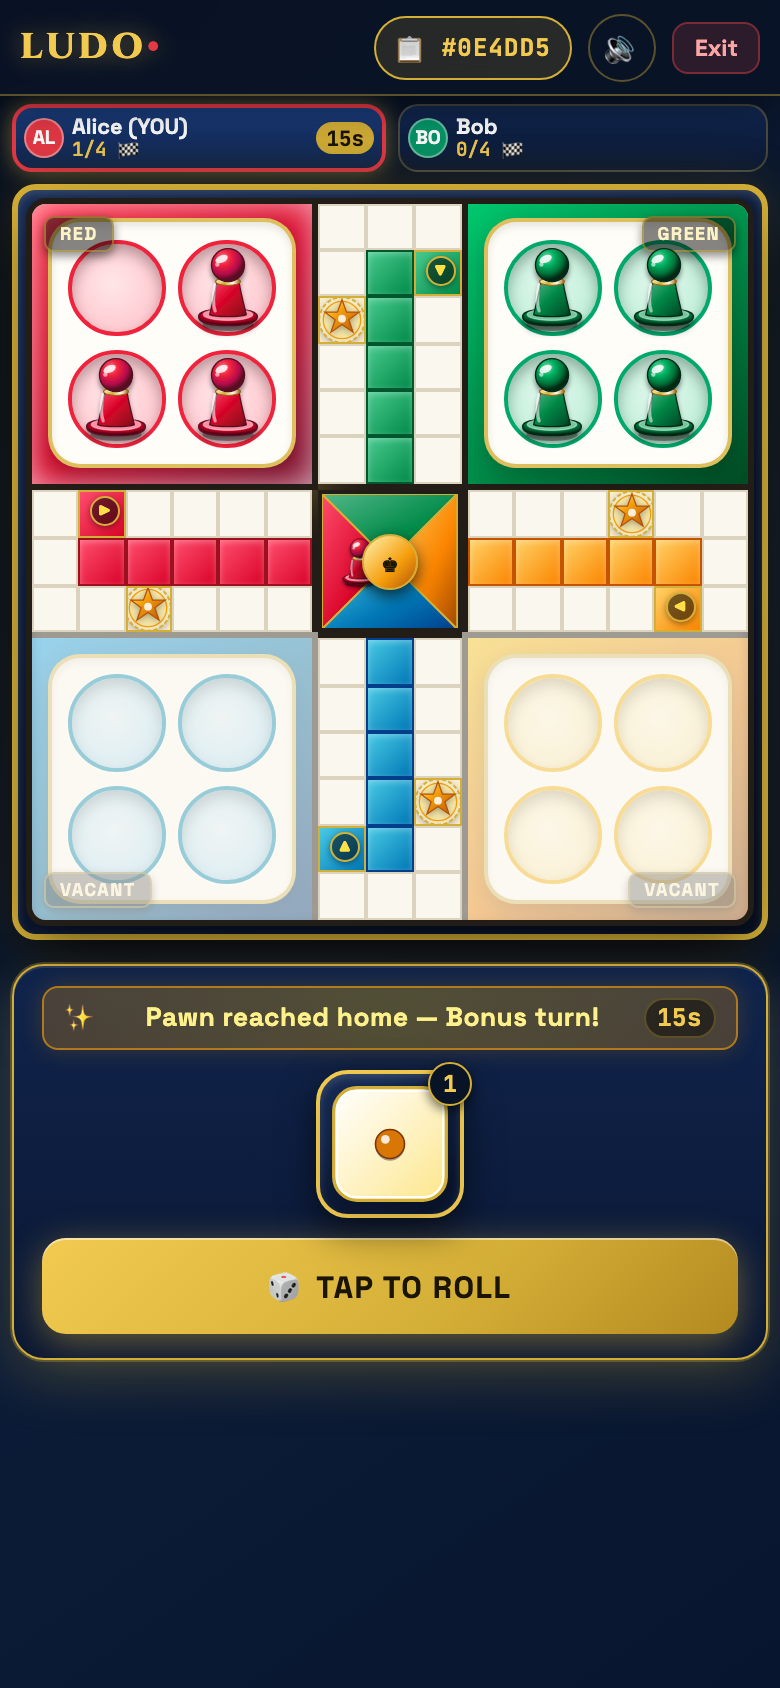 LUDO
#0E4DD5
Exit
AL
Alice (YOU)
1/4
15s
BO
Bob
0/4
RED
GREEN
VACANT
VACANT
Pawn reached home — Bonus turn!
15s
1
TAP TO ROLL